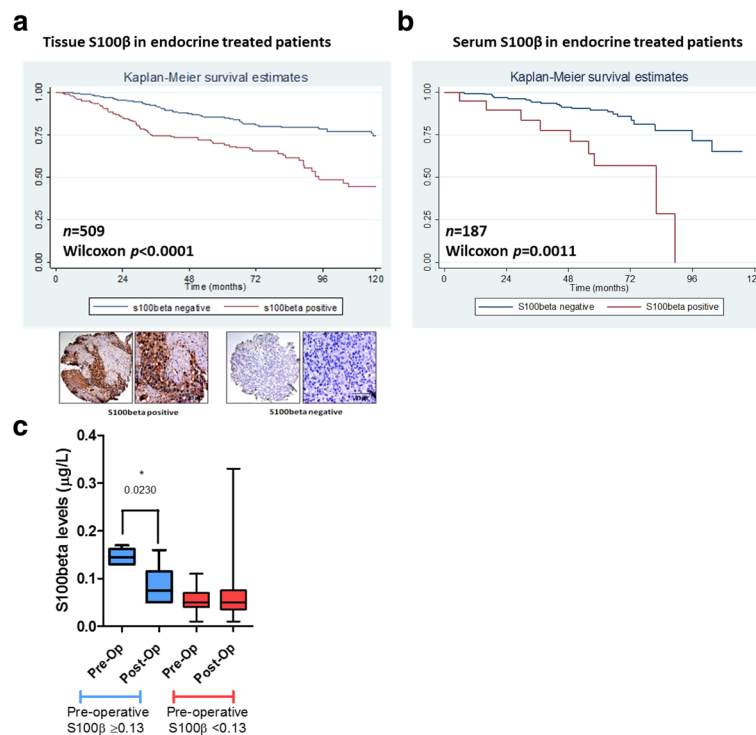 a
Tissue S100β in endocrine treated patients
Kaplan-Meier survival estimates
1.00
0.75
0.50
0.25
0.00
n=509
Wilcoxon p<0.0001
0 24 48 72 96 120
Time (months)
s100beta negative s100beta positive
S100beta positive S100beta negative
b
Serum S100β in endocrine treated patients
Kaplan-Meier survival estimates
1.00
0.75
0.50
0.25
0.00
n=187
Wilcoxon p=0.0011
0 24 48 72 96 120
Time (months)
S100beta negative S100beta positive
c
S100beta levels (µg/L)
0.4
0.3
0.2
0.1
0.0
*
0.0230
Pre-Op Post-Op Pre-Op Post-Op
Pre-operative Pre-operative
S100β ≥0.13 S100β <0.13